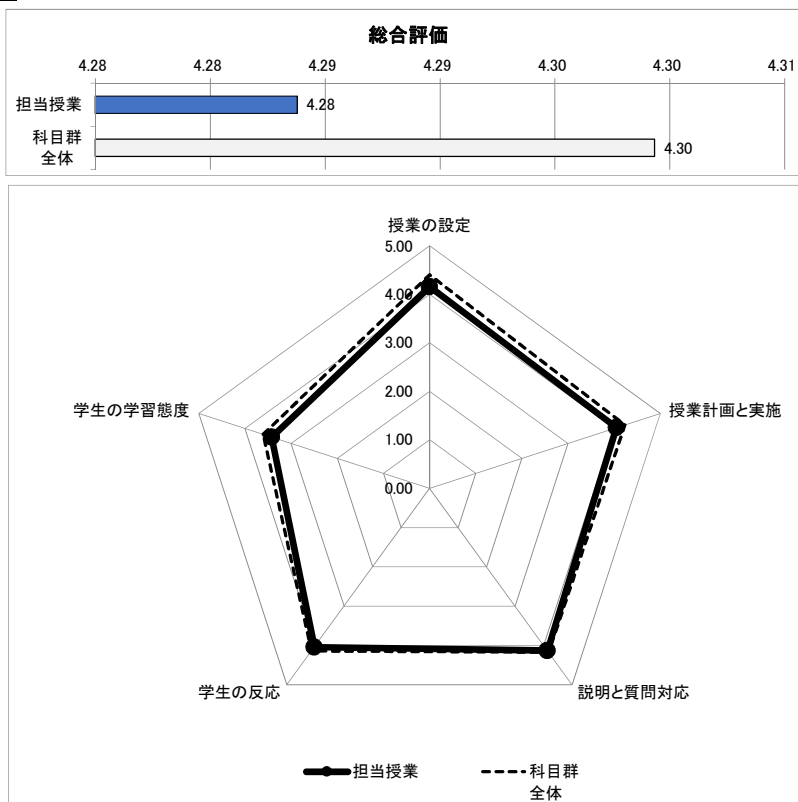 総合評価
4.28 4.28 4.29 4.29 4.30 4.30 4.31
担当授業 4.28
科目群
全体
4.30
授業の設定
5.00
4.00
3.00
2.00
1.00
0.00
学生の学習態度
授業計画と実施
学生の反応
説明と質問対応
担当授業
科目群
全体